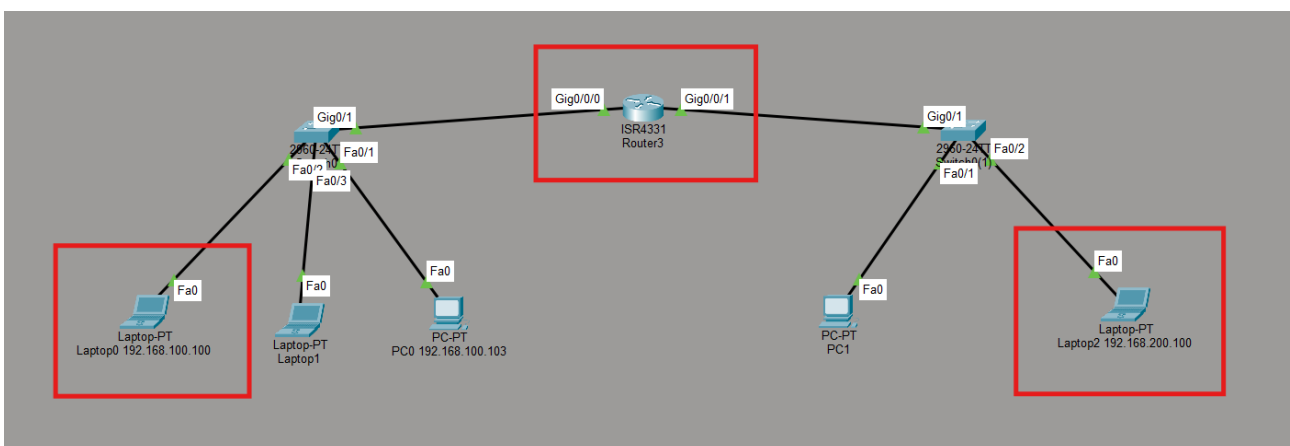 Gig0/0/0
Gig0/0/1
ISR4331
Router3
Gig0/1
Fa0/1
Fa0/2
Fa0/3
Gig0/1
Fa0/2
Fa0/1
Fa0
Laptop-PT
Laptop0 192.168.100.100
Fa0
Laptop-PT
Laptop1
Fa0
PC-PT
PC0 192.168.100.103
Fa0
PC-PT
PC1
Fa0
Laptop-PT
Laptop2 192.168.200.100